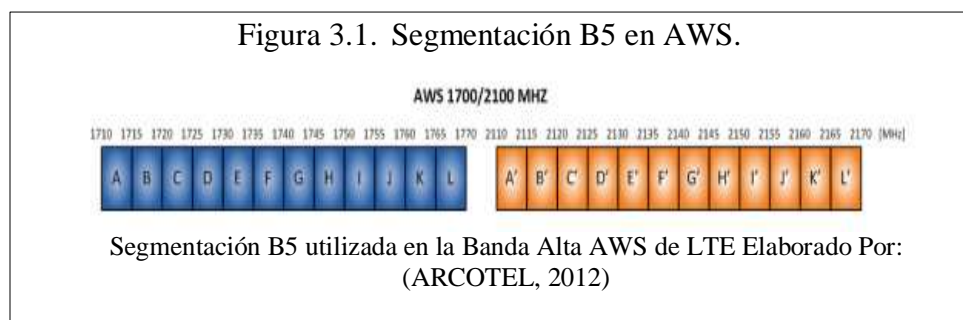 Figura 3.1. Segmentación B5 en AWS.
AWS 1700/2100 MHZ
1710 1715 1720 1725 1730 1735 1740 1745 1750 1755 1760 1765 1770 2110 2115 2120 2125 2130 2135 2140 2145 2150 2155 2160 2165 2170 [MHz]
A B C D E F G H I J K L A' B' C' D' E' F' G' H' I' J' K' L'
Segmentación B5 utilizada en la Banda Alta AWS de LTE Elaborado Por:
(ARCOTEL, 2012)